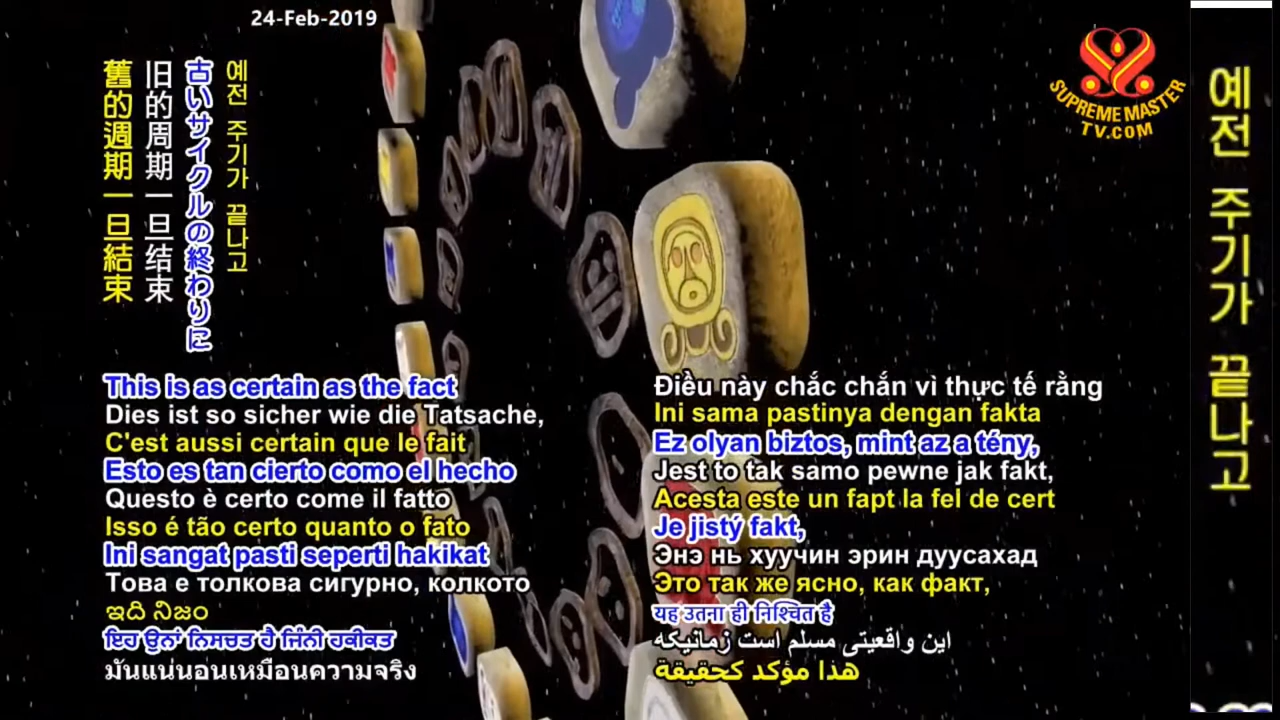 24-Feb-2019
SUPREME MASTER
TV.COM
예전 주기가 끝나고
古いサイクルの終わりに
旧的周期一旦结束
舊的週期一旦結束
예전 주기가 끝나고
This is as certain as the fact
Dies ist so sicher wie die Tatsache,
C'est aussi certain que le fait
Esto es tan cierto como el hecho
Questo è certo come il fatto
Isso é tão certo quanto o fato
Ini sangat pasti seperti hakikat
Това е толкова сигурно, колкото
ఇది నిజం
ਇਹ ਉਨਾਂ ਨਿਸਚਤ ਹੈ ਜਿੰਨੀ ਹਕੀਕਤ
มันแน่นอนเหมือนความจริง
Điều này chắc chắn vì thực tế rằng
Ini sama pastinya dengan fakta
Ez olyan biztos, mint az a tény,
Jest to tak samo pewne jak fakt,
Acesta este un fapt la fel de cert
Je jistý fakt,
Энэ нь хуучин эрин дуусахад
Это так же ясно, как факт,
यह उतना ही निश्चित है
این واقعیتی مسلم است زمانیکه
هذا مؤكد كحقيقة